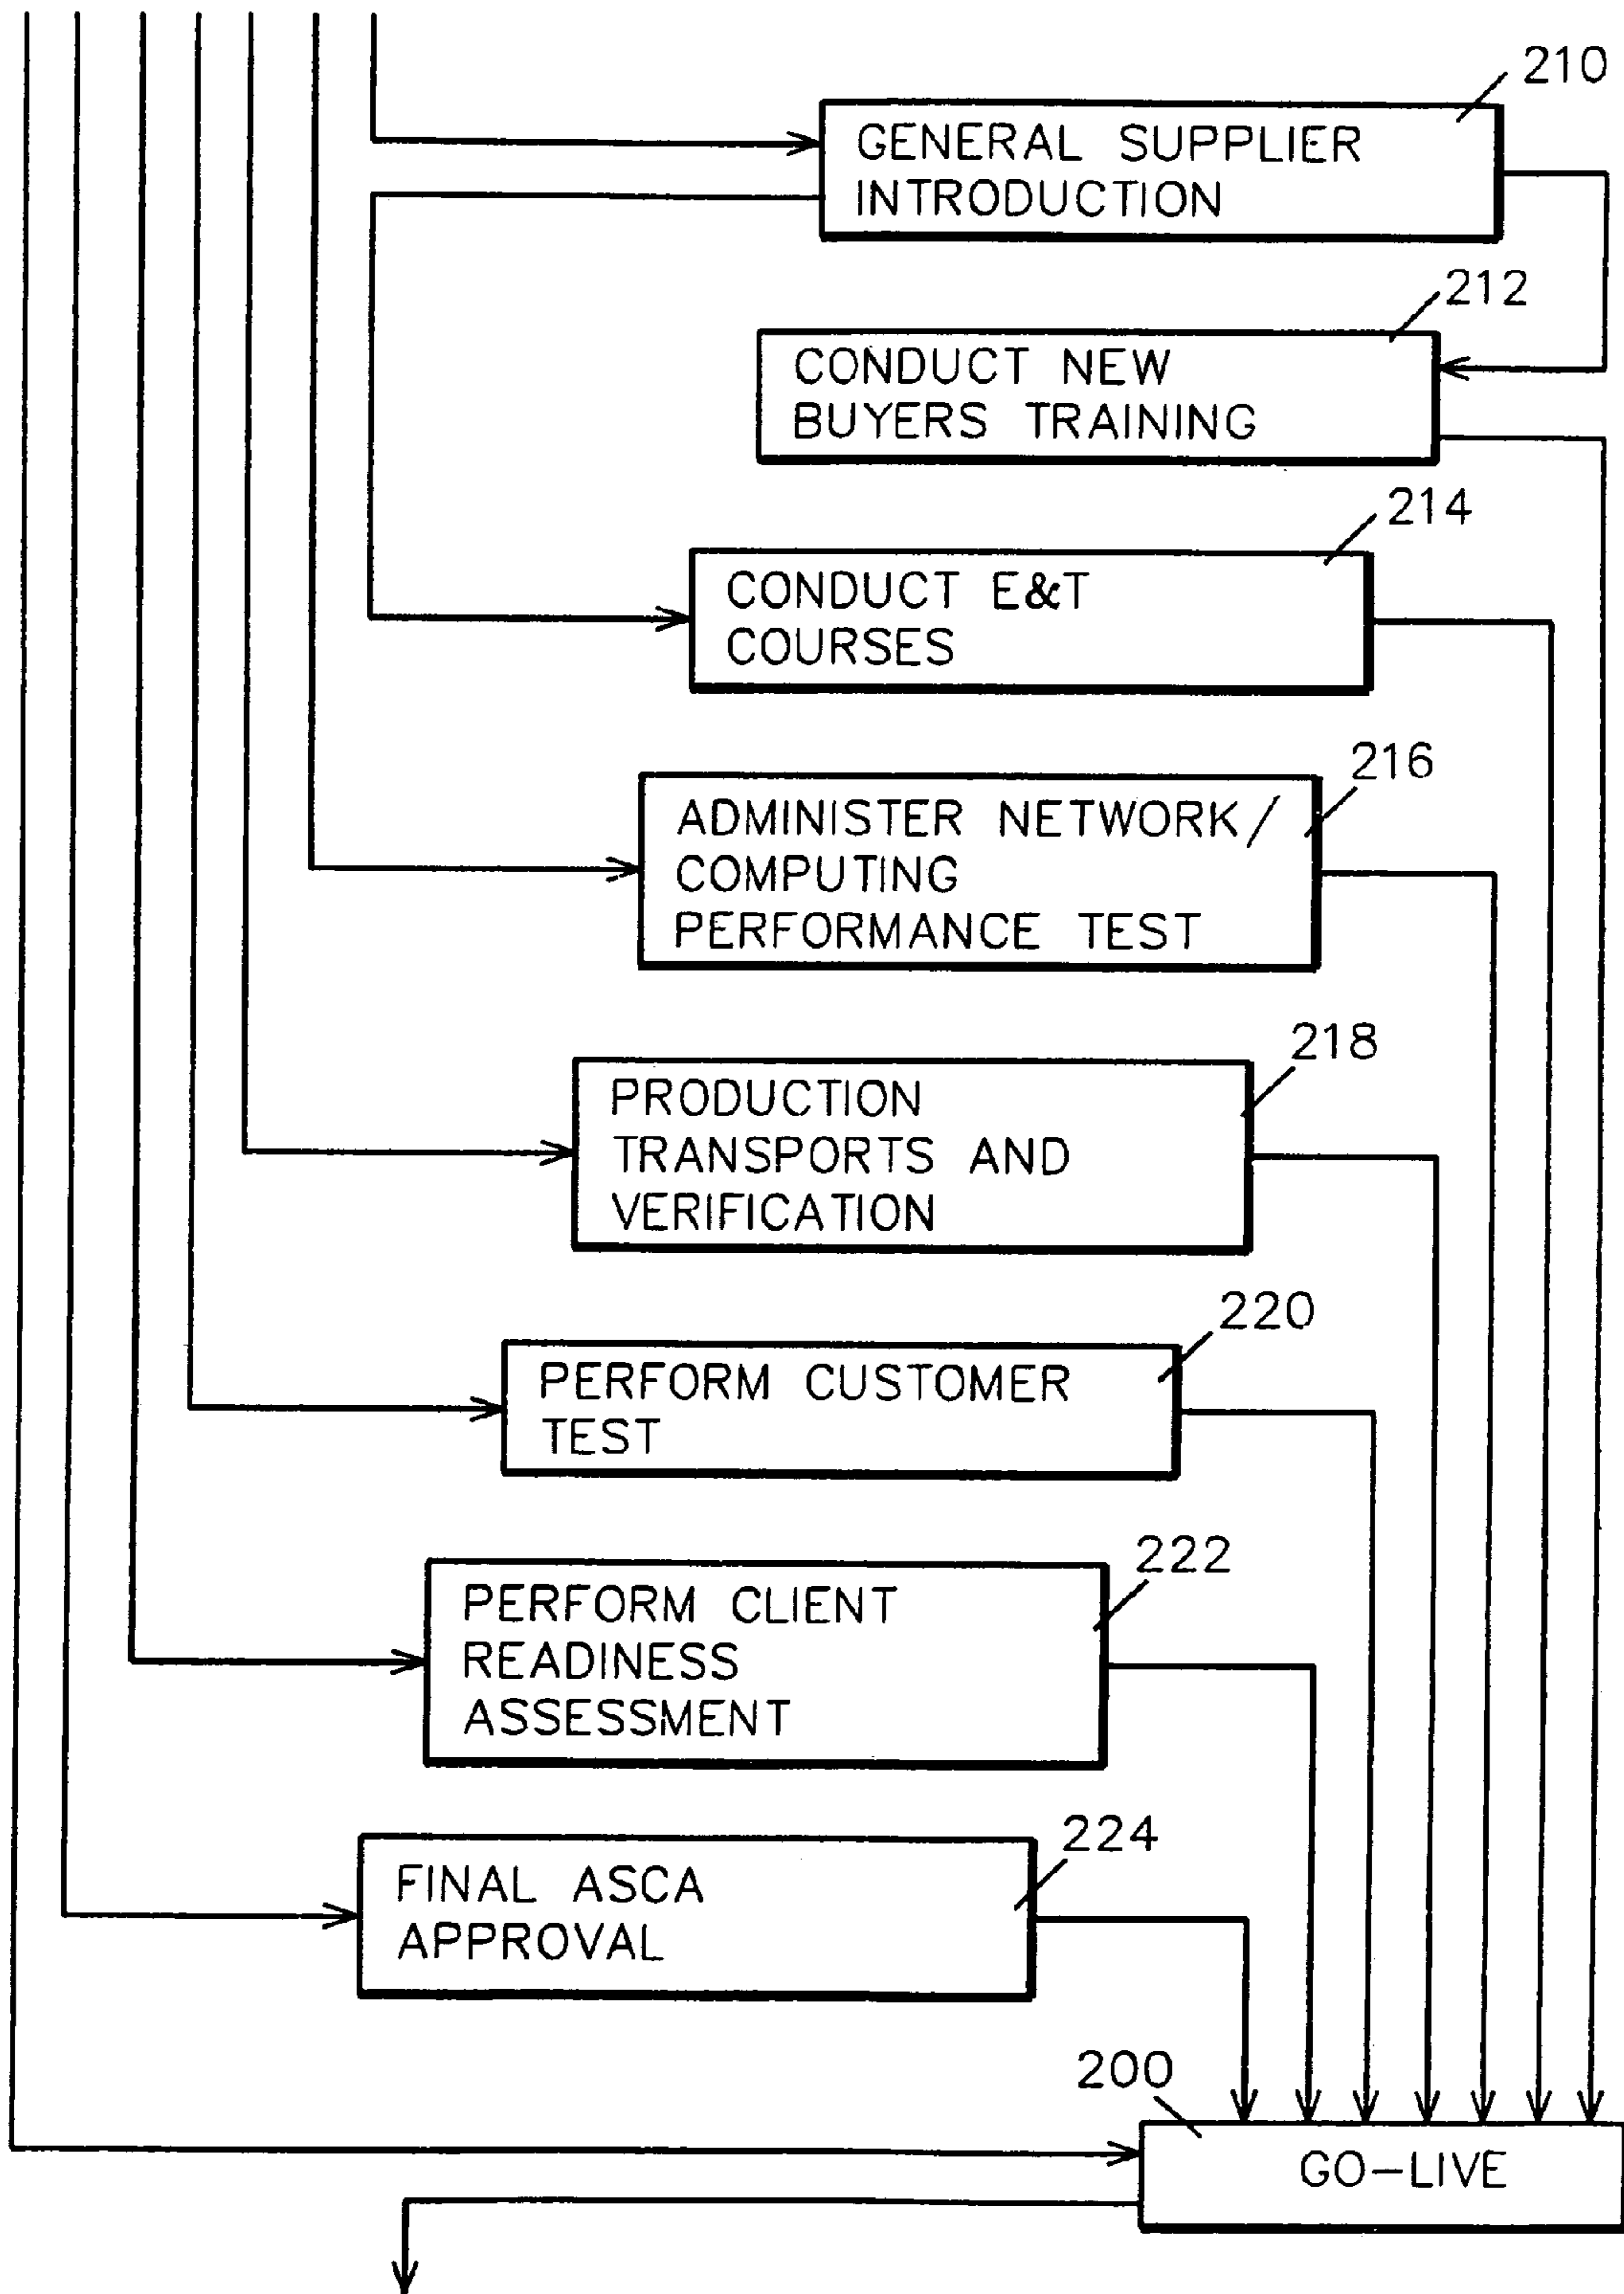 210
GENERAL SUPPLIER
INTRODUCTION
212
CONDUCT NEW
BUYERS TRAINING
214
CONDUCT E&T
COURSES
216
ADMINISTER NETWORK/
COMPUTING
PERFORMANCE TEST
218
PRODUCTION
TRANSPORTS AND
VERIFICATION
220
PERFORM CUSTOMER
TEST
222
PERFORM CLIENT
READINESS
ASSESSMENT
224
FINAL ASCA
APPROVAL
200
GO-LIVE